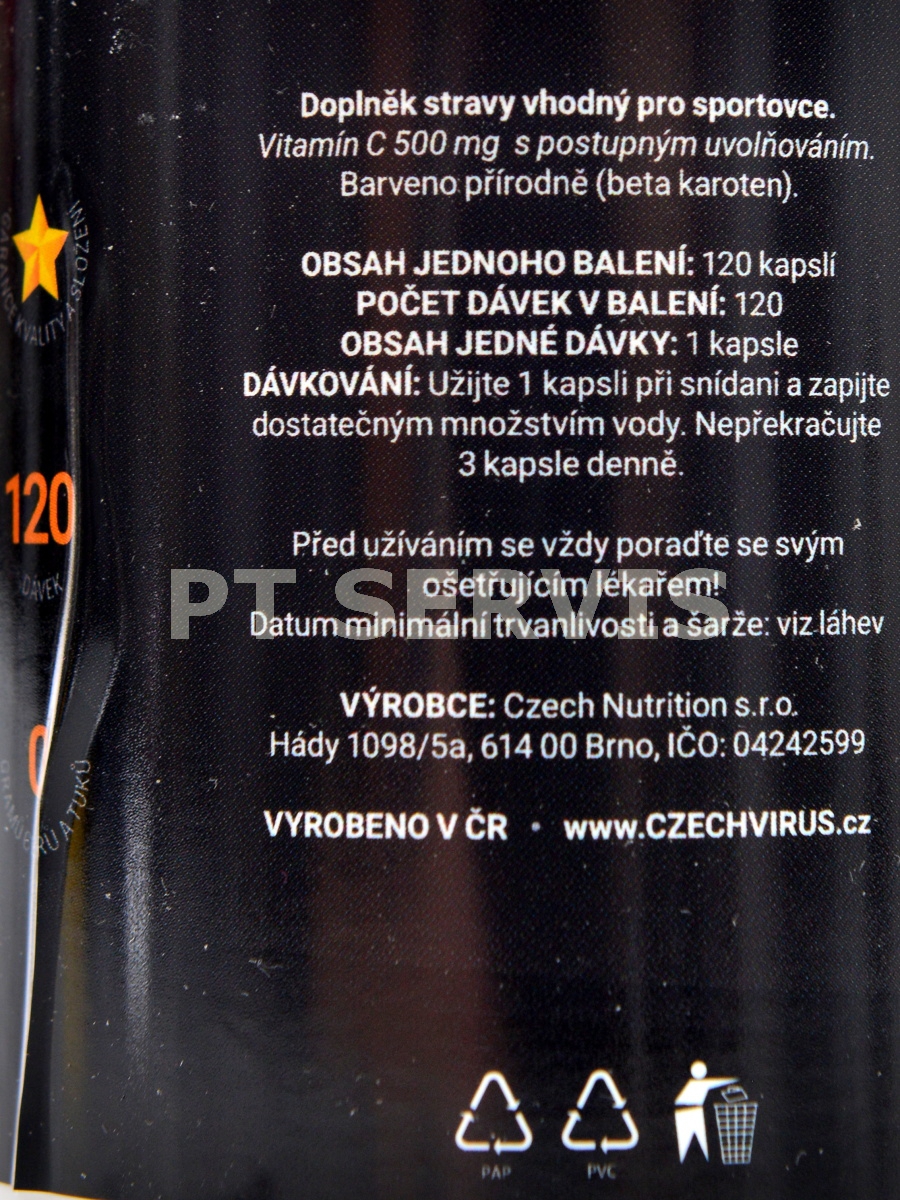 Doplněk stravy vhodný pro sportovce.
Vitamín C 500 mg s postupným uvolňováním.
Barveno přírodně (beta karoten).
OBSAH JEDNOHO BALENÍ: 120 kapslí
POČET DÁVEK V BALENÍ: 120
OBSAH JEDNÉ DÁVKY: 1 kapsle
DÁVKOVÁNÍ: Užijte 1 kapsli při snídani a zapijte
dostatečným množstvím vody. Nepřekračujte
3 kapsle denně.
Před užíváním se vždy poraďte se svým
ošetřujícím lékařem!
Datum minimální trvanlivosti a šarže: viz láhev
VÝROBCE: Czech Nutrition s.r.o.
Hády 1098/5a, 614 00 Brno, IČO: 04242599
VYROBENO V ČR • www.CZECHVIRUS.cz
PAP
PVC
KVALITY A SLOŽENÍ
120
DÁVEK
0
A TUKŮ
PT SERVIS